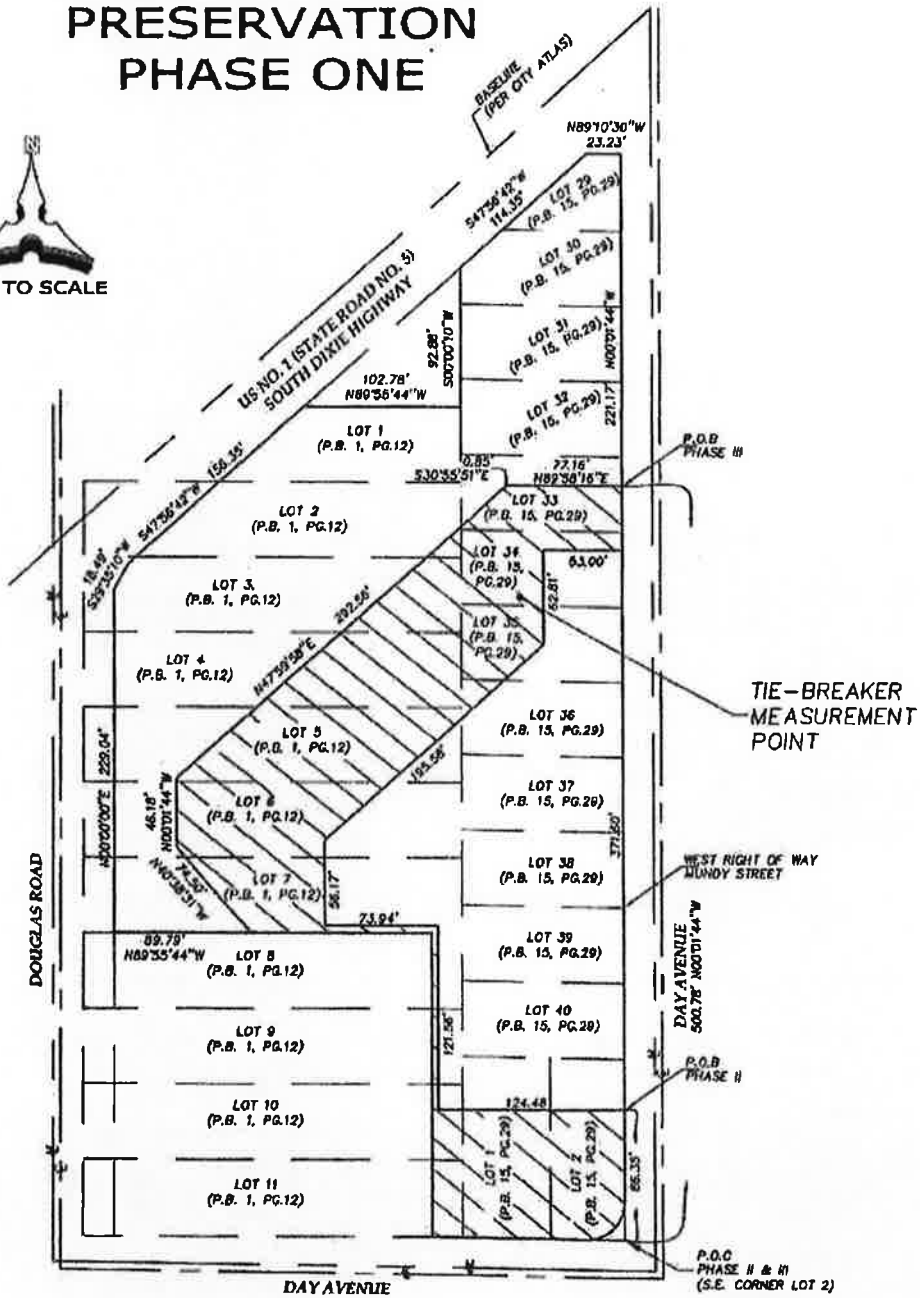 PRESERVATION
PHASE ONE
N
TO SCALE
BASELINE
(PER CITY ATLAS)
N89°10'30"W
23.23'
S47°56'42"W
114.35'
LOT 29
(P.B. 15, PG.29)
LOT 30
(P.B. 15, PG.29)
LOT 31
(P.B. 15, PG.29)
LOT 32
(P.B. 15, PG.29)
N00°01'44"W
221.17'
US NO. 1 (STATE ROAD NO. 5)
SOUTH DIXIE HIGHWAY
92.88'
S00°00'10"W
102.78'
N89°55'44"W
LOT 1
(P.B. 1, PG.12)
0.85'
S30°55'51"E
77.16'
N89°58'16"E
P.O.B
PHASE III
LOT 33
(P.B. 15, PG.29)
S47°56'42"W 156.35'
LOT 2
(P.B. 1, PG.12)
LOT 34
(P.B. 15,
PG.29)
63.00'
62.81'
18.49'
S29°35'10"W
LOT 3
(P.B. 1, PG.12)
292.56'
N47°59'58"E
LOT 35
(P.B. 15,
PG.29)
LOT 4
(P.B. 1, PG.12)
TIE-BREAKER
MEASUREMENT
POINT
LOT 5
(P.B. 1, PG.12)
195.58'
LOT 36
(P.B. 15, PG.29)
N00°00'00"E 229.04'
46.18'
N00°01'44"W
LOT 6
(P.B. 1, PG.12)
LOT 37
(P.B. 15, PG.29)
371.60'
74.50'
N40°38'31"W
LOT 7
(P.B. 1, PG.12)
56.17'
LOT 38
(P.B. 15, PG.29)
WEST RIGHT OF WAY
MUNDY STREET
DOUGLAS ROAD
73.94'
89.79'
N89°55'44"W
LOT 8
(P.B. 1, PG.12)
LOT 39
(P.B. 15, PG.29)
DAY AVENUE
500.78' N00°01'44"W
LOT 9
(P.B. 1, PG.12)
LOT 40
(P.B. 15, PG.29)
121.56'
P.O.B
PHASE II
LOT 10
(P.B. 1, PG.12)
124.48
LOT 1
(P.B. 15, PG.29)
LOT 2
(P.B. 15, PG.29)
86.35'
LOT 11
(P.B. 1, PG.12)
P.O.C
PHASE II & III
(S.E. CORNER LOT 2)
DAY AVENUE